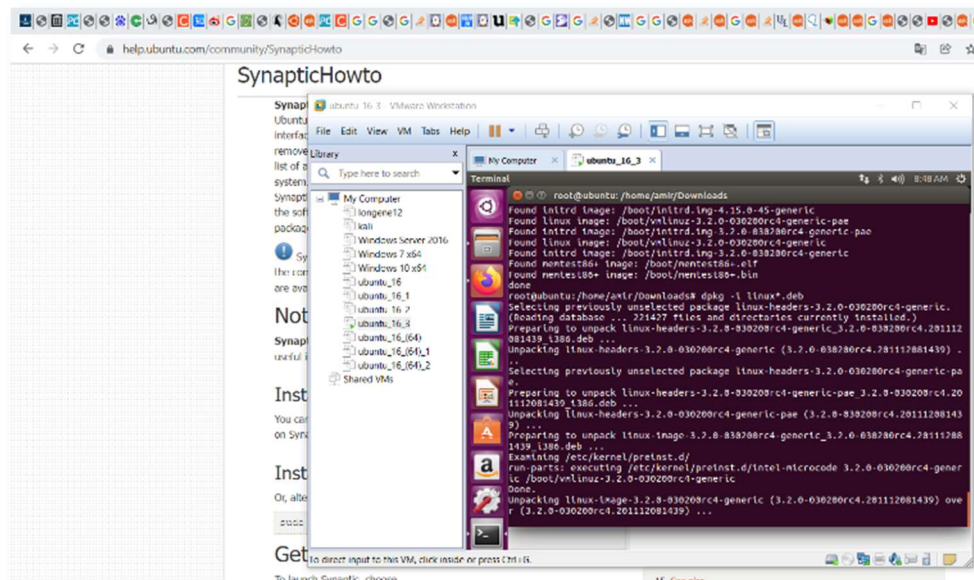 help.ubuntu.com/community/SynapticHowto
SynapticHowto
Synap
Ubuntu
interfac
remove
list of a
system
Synapti
the soft
packag
Sy
the con
are ava
Not
Synapt
useful i
Inst
You car
on Syna
Inst
Or, alte
Get
To launch Synaptic, choose
ubuntu_16_3 - VMware Workstation
File Edit View VM Tabs Help
Library x
Type here to search
My Computer
longene12
kali
Windows Server 2016
Windows 7 x64
Windows 10 x64
ubuntu_16
ubuntu_16_1
ubuntu_16_2
ubuntu_16_3
ubuntu_16_(64)
ubuntu_16_(64)_1
ubuntu_16_(64)_2
Shared VMs
My Computer × ubuntu_16_3 ×
Terminal 8:48 AM
root@ubuntu: /home/amir/Downloads
Found initrd image: /boot/initrd.img-4.15.0-45-generic
Found linux image: /boot/vmlinuz-3.2.0-030200rc4-generic-pae
Found initrd image: /boot/initrd.img-3.2.0-030200rc4-generic-pae
Found linux image: /boot/vmlinuz-3.2.0-030200rc4-generic
Found initrd image: /boot/initrd.img-3.2.0-030200rc4-generic
Found memtest86+ image: /boot/memtest86+.elf
Found memtest86+ image: /boot/memtest86+.bin
done
root@ubuntu:/home/amir/Downloads# dpkg -i linux*.deb
Selecting previously unselected package linux-headers-3.2.0-030200rc4-generic.
(Reading database ... 221427 files and directories currently installed.)
Preparing to unpack linux-headers-3.2.0-030200rc4-generic_3.2.0-030200rc4.201112
081439_i386.deb ...
Unpacking linux-headers-3.2.0-030200rc4-generic (3.2.0-030200rc4.201112081439) .
..
Selecting previously unselected package linux-headers-3.2.0-030200rc4-generic-pa
e.
Preparing to unpack linux-headers-3.2.0-030200rc4-generic-pae_3.2.0-030200rc4.20
1112081439_i386.deb ...
Unpacking linux-headers-3.2.0-030200rc4-generic-pae (3.2.0-030200rc4.20111208143
9) ...
Preparing to unpack linux-image-3.2.0-030200rc4-generic_3.2.0-030200rc4.20111208
1439_i386.deb ...
Examining /etc/kernel/preinst.d/
run-parts: executing /etc/kernel/preinst.d/intel-microcode 3.2.0-030200rc4-gener
ic /boot/vmlinuz-3.2.0-030200rc4-generic
Done.
Unpacking linux-image-3.2.0-030200rc4-generic (3.2.0-030200rc4.201112081439) ove
r (3.2.0-030200rc4.201112081439) ...
To direct input to this VM, click inside or press Ctrl+G.